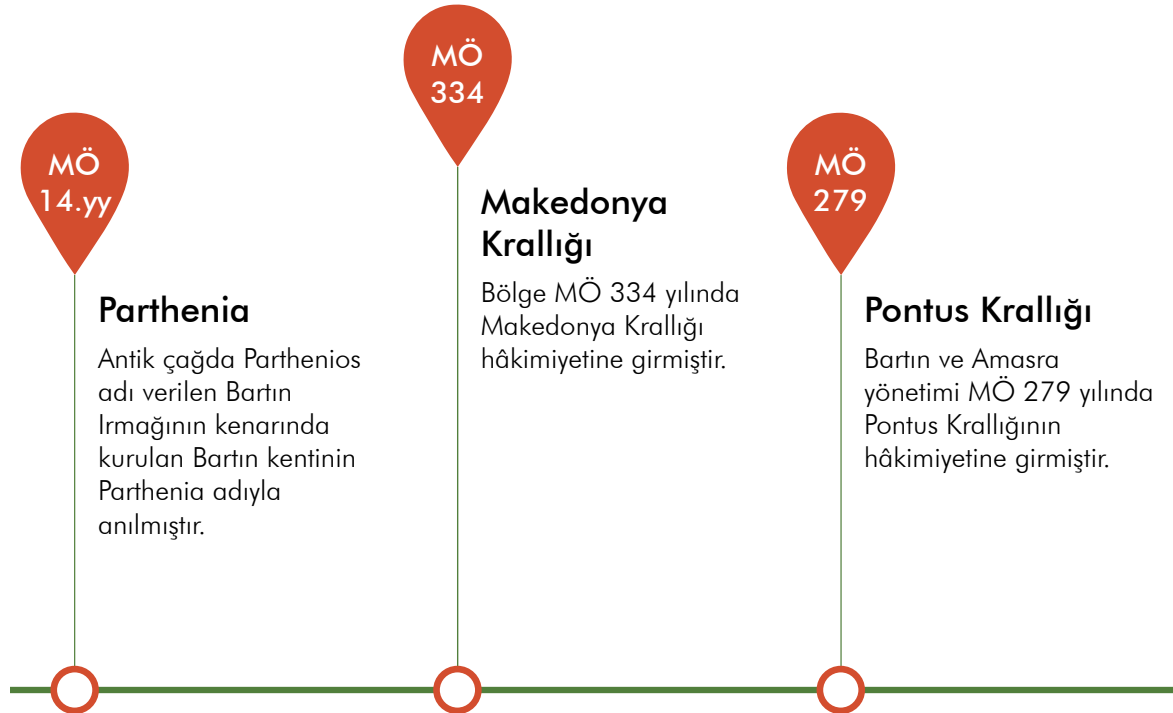 MÖ
14.yy
Parthenia
Antik çağda Parthenios
adı verilen Bartın
Irmağının kenarında
kurulan Bartın kentinin
Parthenia adıyla
anılmıştır.
MÖ
334
Makedonya
Krallığı
Bölge MÖ 334 yılında
Makedonya Krallığı
hâkimiyetine girmiştir.
MÖ
279
Pontus Krallığı
Bartın ve Amasra
yönetimi MÖ 279 yılında
Pontus Krallığının
hâkimiyetine girmiştir.